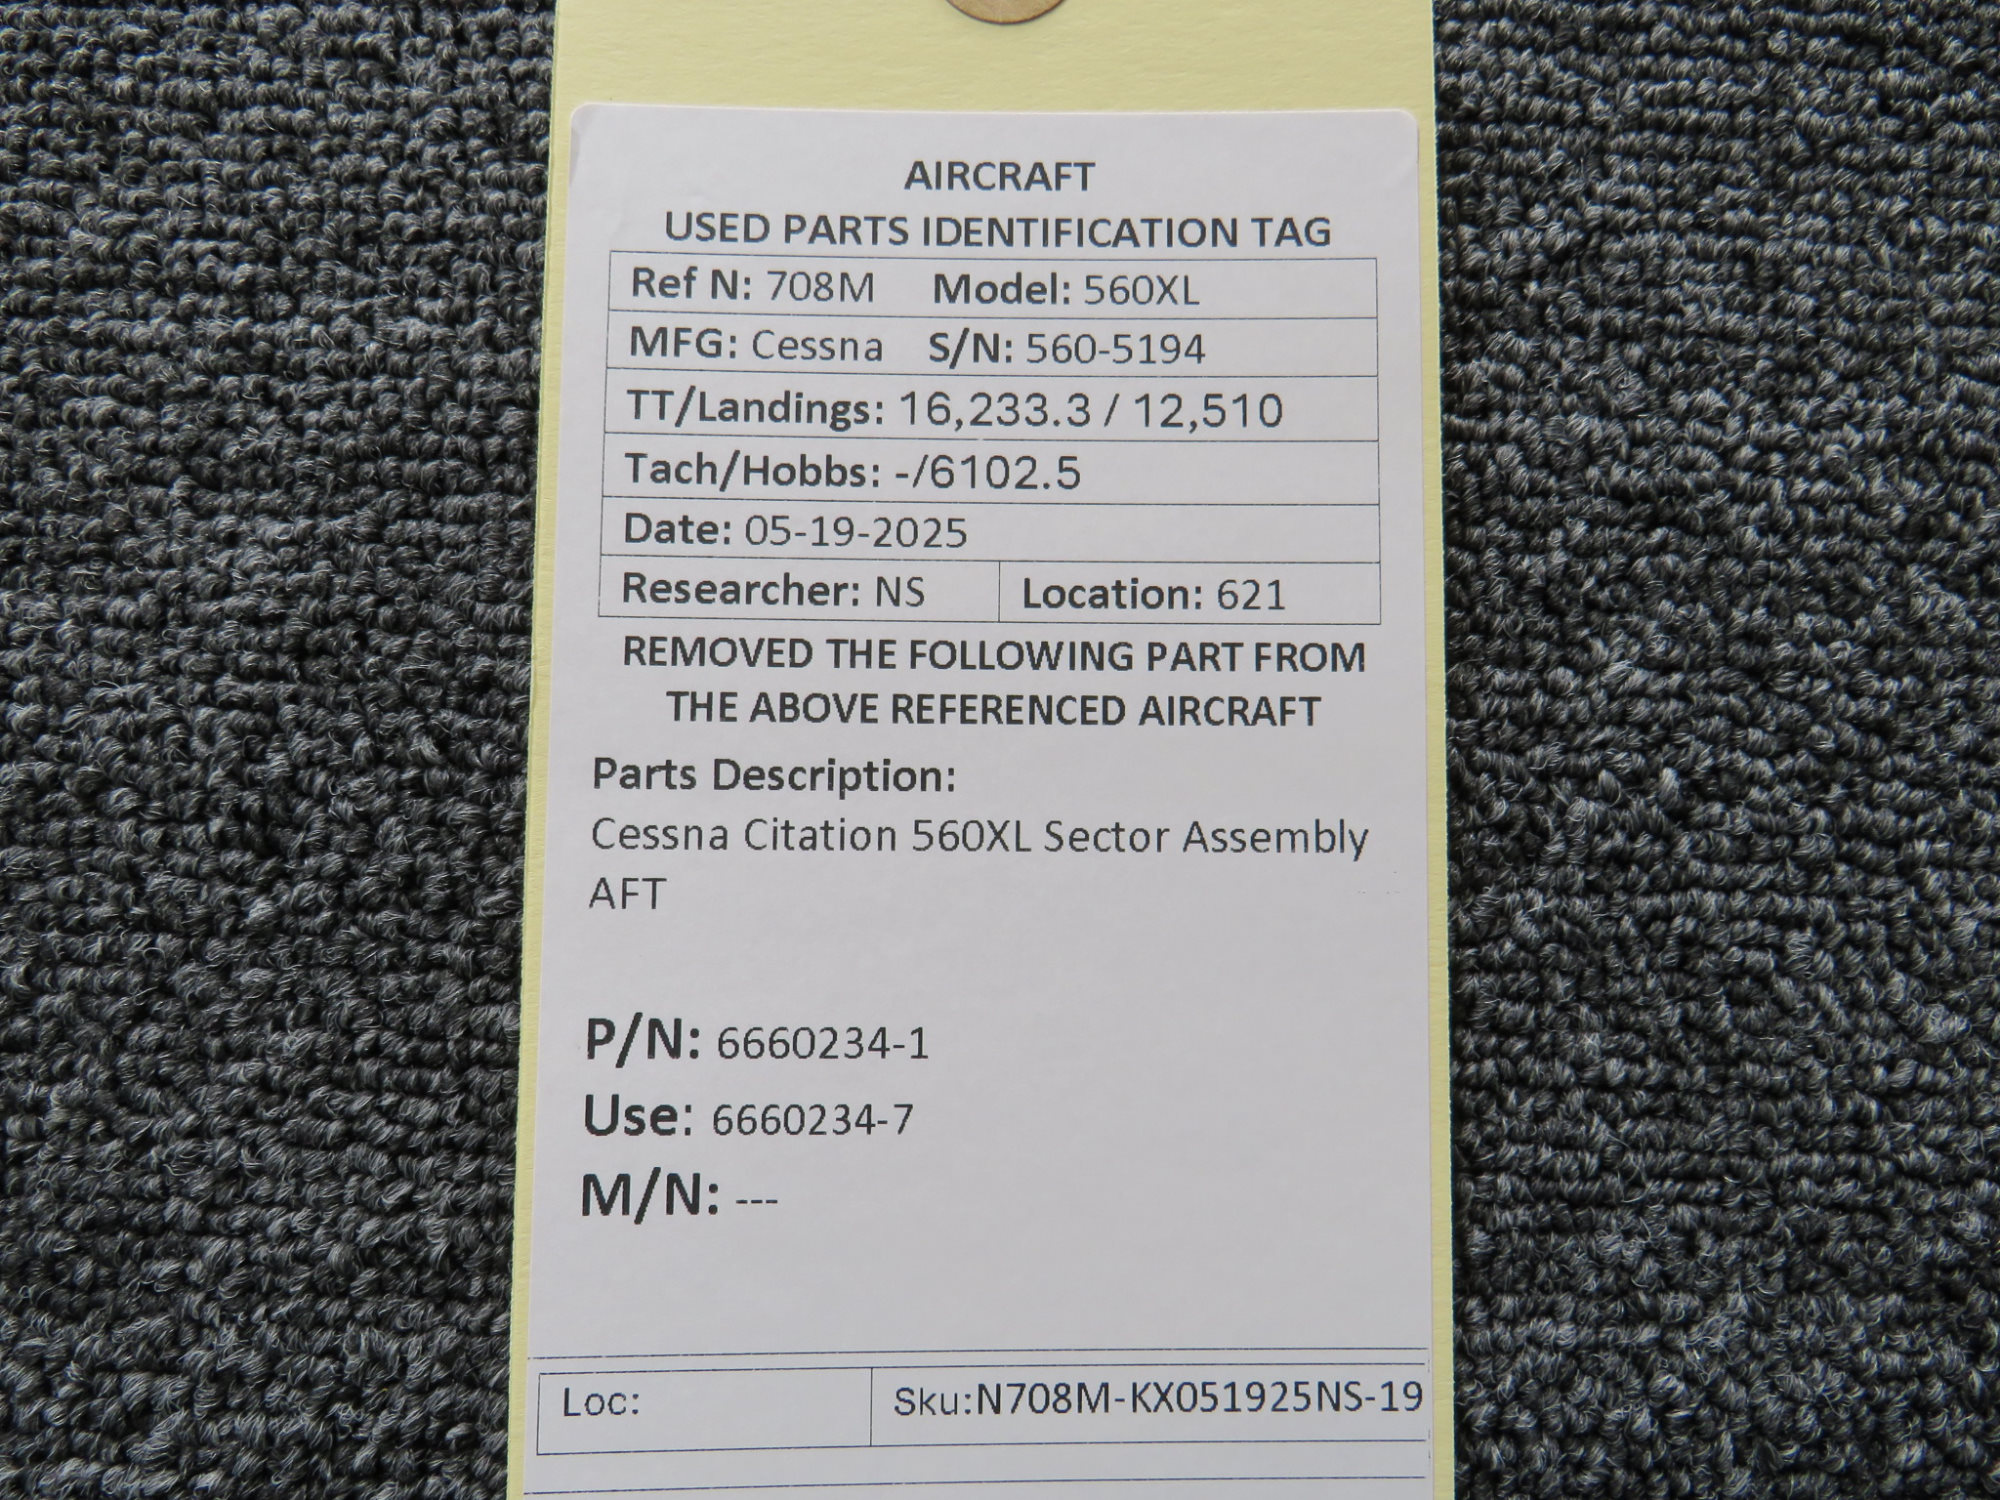 AIRCRAFT
USED PARTS IDENTIFICATION TAG
Ref N: 708M Model: 560XL
MFG: Cessna S/N: 560-5194
TT/Landings: 16,233.3 / 12,510
Tach/Hobbs: -/6102.5
Date: 05-19-2025
Researcher: NS Location: 621
REMOVED THE FOLLOWING PART FROM
THE ABOVE REFERENCED AIRCRAFT
Parts Description:
Cessna Citation 560XL Sector Assembly
AFT
P/N: 6660234-1
Use: 6660234-7
M/N: ---
Loc: Sku:N708M-KX051925NS-19